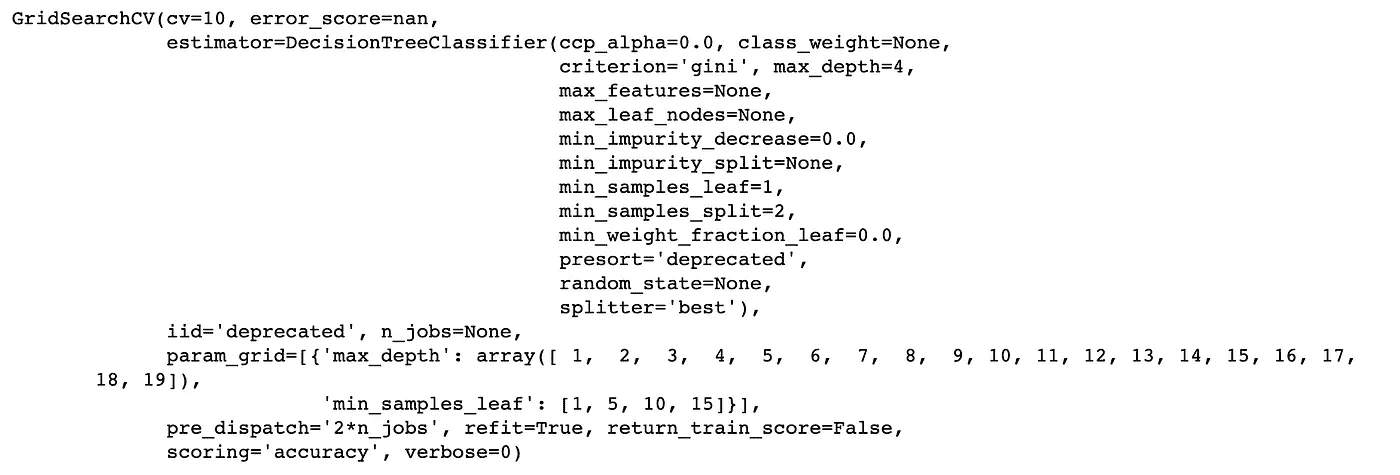 GridSearchCV(cv=10, error_score=nan,
estimator=DecisionTreeClassifier(ccp_alpha=0.0, class_weight=None,
criterion='gini', max_depth=4,
max_features=None,
max_leaf_nodes=None,
min_impurity_decrease=0.0,
min_impurity_split=None,
min_samples_leaf=1,
min_samples_split=2,
min_weight_fraction_leaf=0.0,
presort='deprecated',
random_state=None,
splitter='best'),
iid='deprecated', n_jobs=None,
param_grid=[{'max_depth': array([ 1,  2,  3,  4,  5,  6,  7,  8,  9, 10, 11, 12, 13, 14, 15, 16, 17,
18, 19]),
'min_samples_leaf': [1, 5, 10, 15]}],
pre_dispatch='2*n_jobs', refit=True, return_train_score=False,
scoring='accuracy', verbose=0)